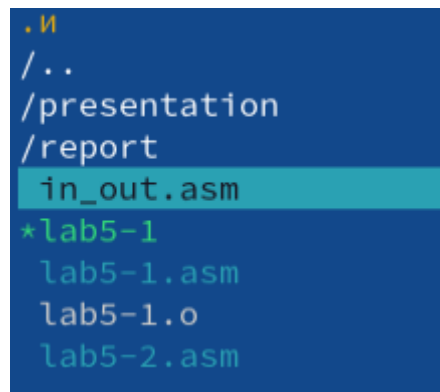 .и
/..
/presentation
/report
in_out.asm
*lab5-1
lab5-1.asm
lab5-1.o
lab5-2.asm